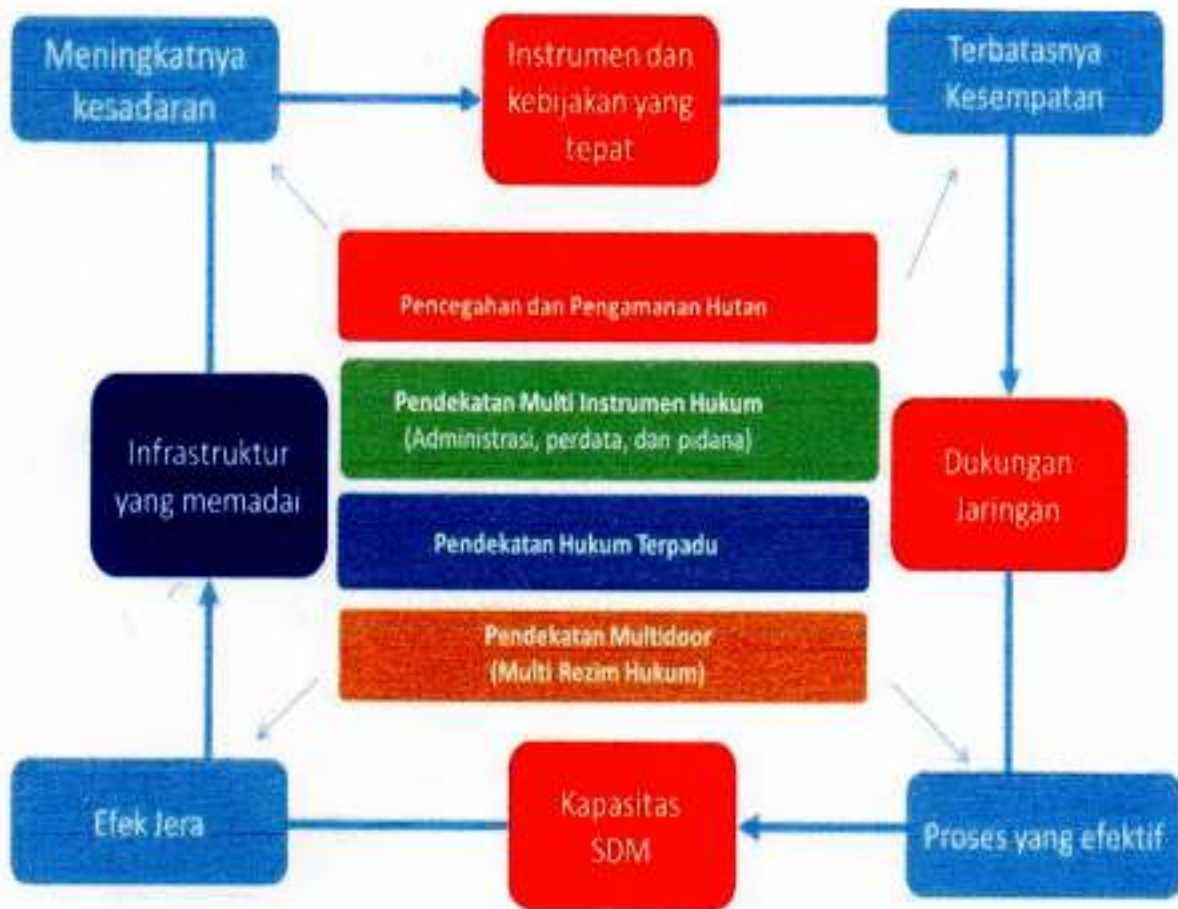 Meningkatnya
kesadaran
Instrumen dan
kebijakan yang
tepat
Terbatasnya
Kesempatan
Pencegahan dan Pengamanan Hutan
Pendekatan Multi Instrumen Hukum
(Administrasi, perdata, dan pidana)
Infrastruktur
yang memadai
Dukungan
Jaringan
Pendekatan Hukum Terpadu
Pendekatan Multidoor
(Multi Rezim Hukum)
Efek Jera
Kapasitas
SDM
Proses yang efektif